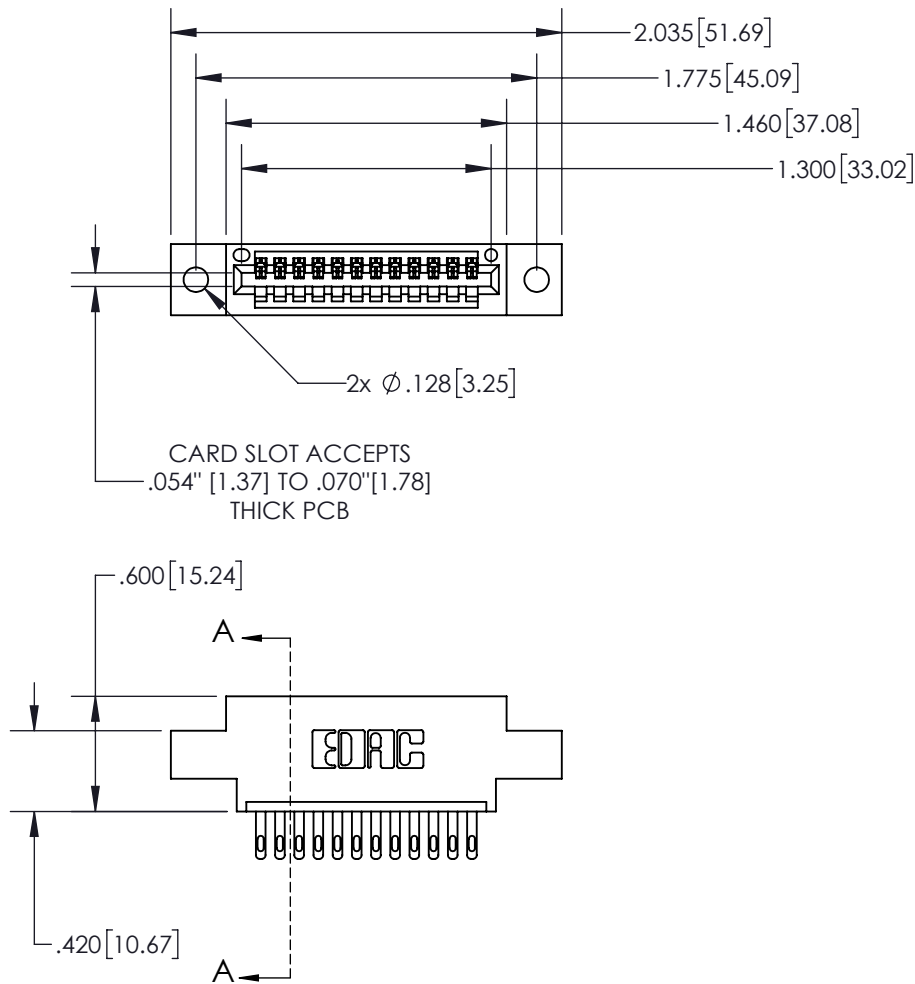 2.035[51.69]
1.775[45.09]
1.460[37.08]
1.300[33.02]
2x Ø.128[3.25]
CARD SLOT ACCEPTS
.054" [1.37] TO .070"[1.78]
THICK PCB
.600[15.24]
A
EDAC
.420[10.67]
A